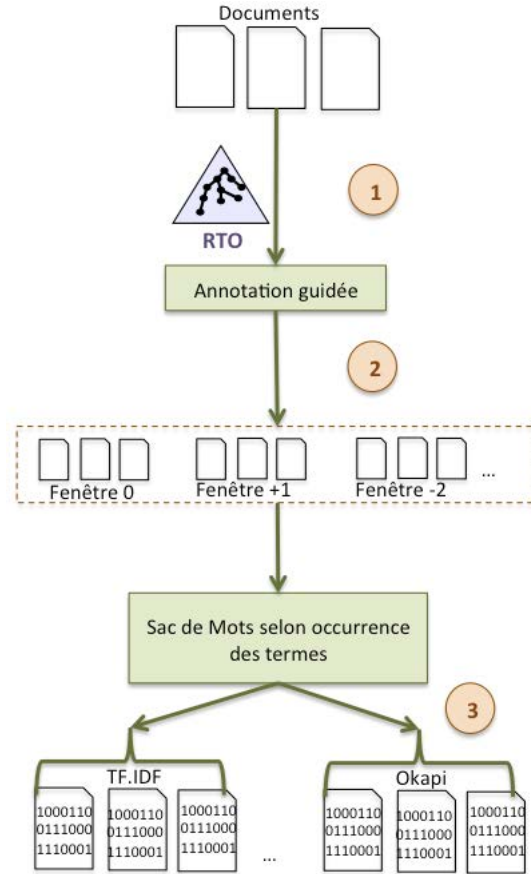 Documents
1
RTO
Annotation guidée
2
Fenêtre 0 Fenêtre +1 Fenêtre -2 ...
Sac de Mots selon occurrence
des termes
3
TF.IDF Okapi
1000110 1000110 1000110 1000110 1000110 1000110
0111000 0111000 0111000 0111000 0111000 0111000
1110001 1110001 1110001 ... 1110001 1110001 1110001